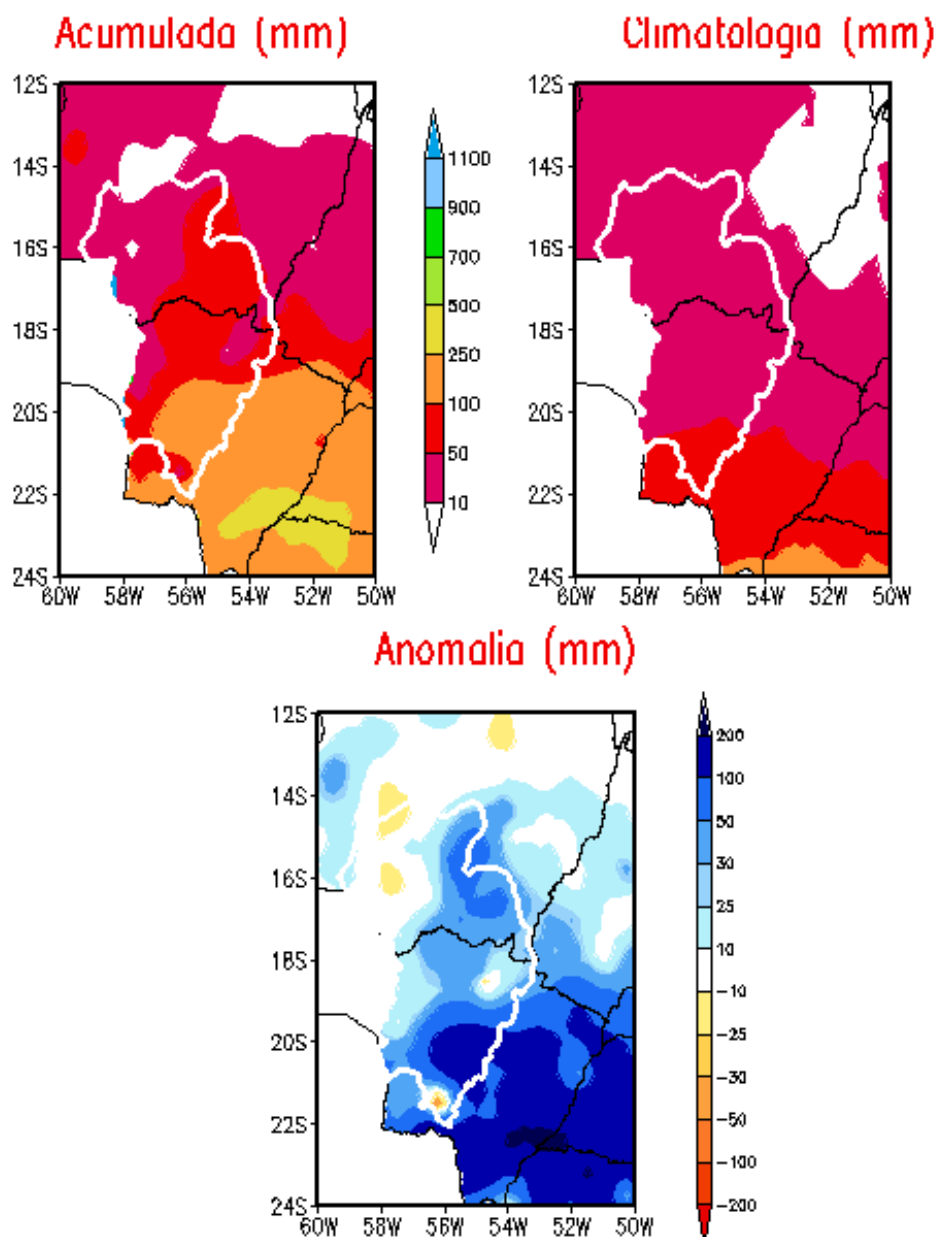 Acumulada (mm)
Climatologia (mm)
12S
14S
16S
18S
20S
22S
24S
60W 58W 56W 54W 52W 50W
1100
900
700
500
250
100
50
10
12S
14S
16S
18S
20S
22S
24S
60W 58W 56W 54W 52W 50W
Anomalia (mm)
12S
14S
16S
18S
20S
22S
24S
60W 58W 56W 54W 52W 50W
200
100
50
30
25
10
-10
-25
-30
-50
-100
-200